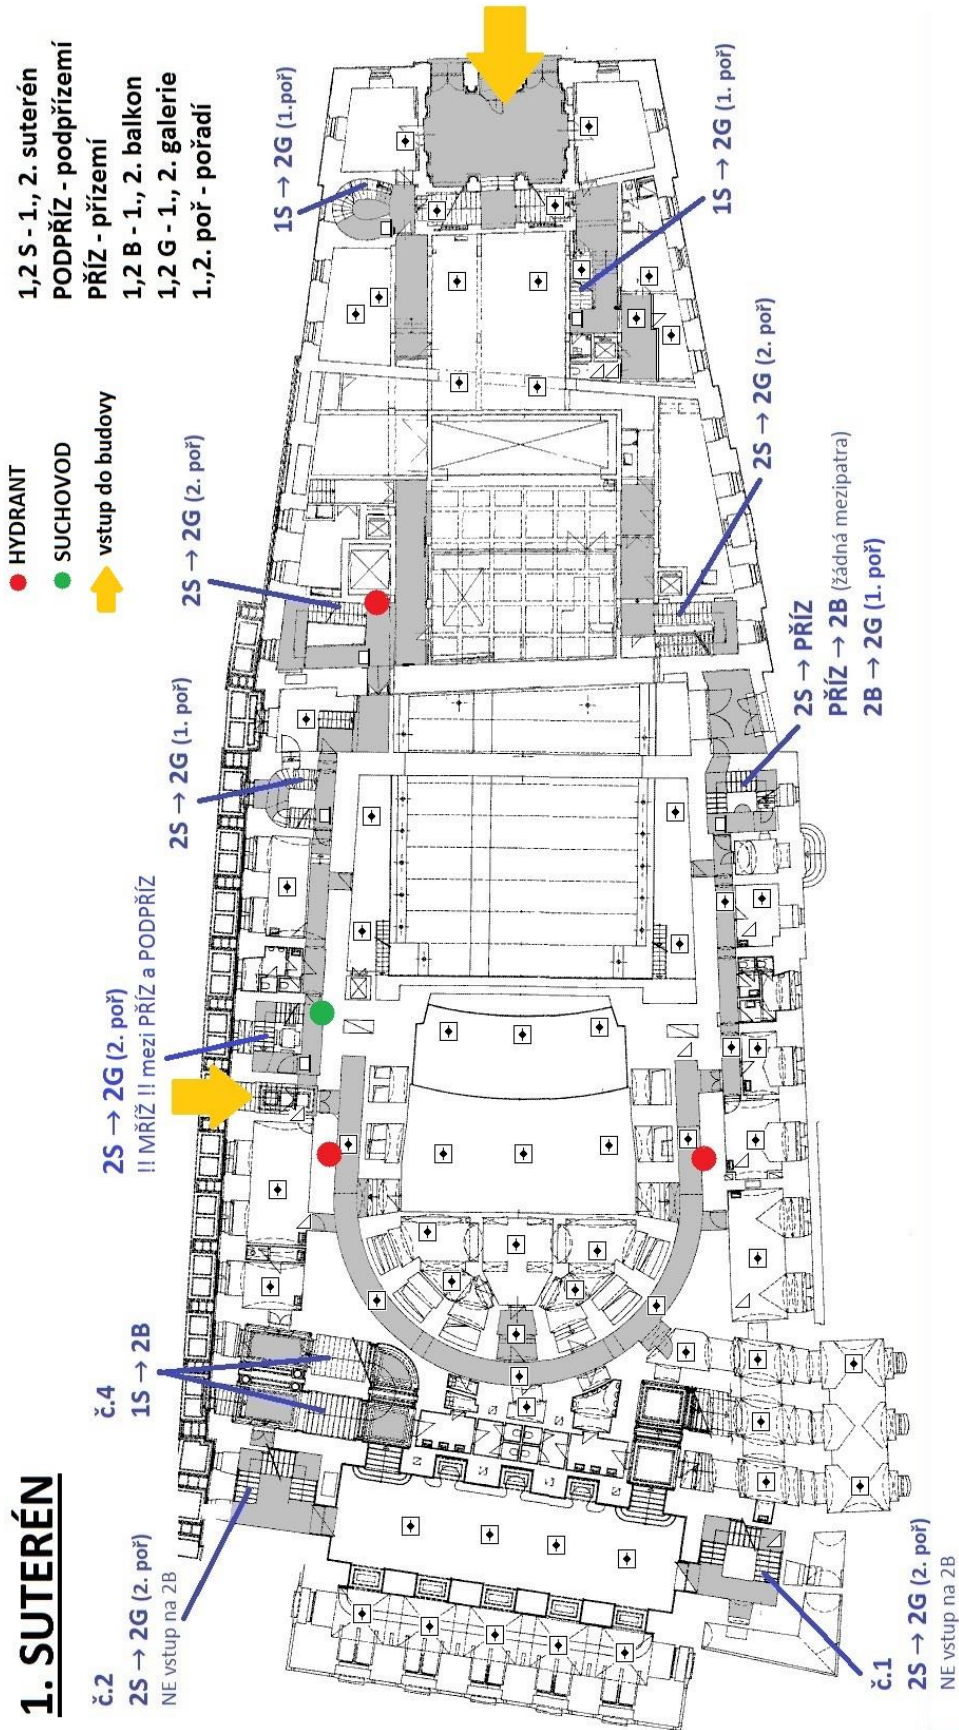 1. SUTERÉN
HYDRANT
SUCHOVOD
vstup do budovy
1,2 S - 1., 2. suterén
PODPŘÍZ - podpřízemí
PŘÍZ - přízemí
1,2 B - 1., 2. balkon
1,2 G - 1., 2. galerie
1.,2. poř - pořadí
č.2
2S → 2G (2. poř)
NE vstup na 2B
č.4
1S → 2B
2S → 2G (2. poř)
!! MŘÍŽ !! mezi PŘÍZ a PODPŘÍZ
2S → 2G (1. poř)
2S → 2G (2. poř)
1S → 2G (1.poř)
č.1
2S → 2G (2. poř)
NE vstup na 2B
2S → PŘÍZ
PŘÍZ → 2B (žádná mezipatra)
2B → 2G (1. poř)
2S → 2G (2. poř)
1S → 2G (1. poř)